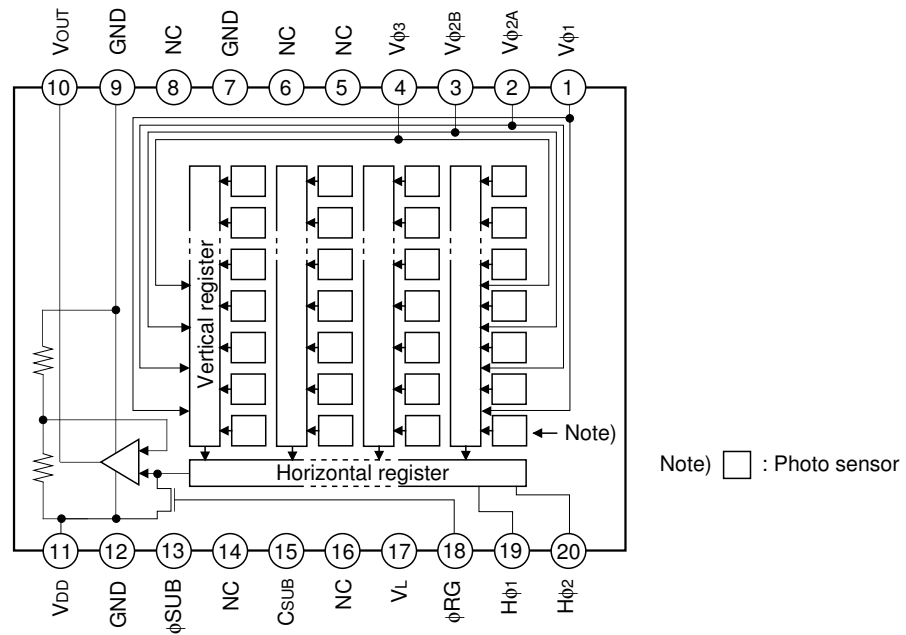 VOUT GND NC GND NC NC Vφ3 Vφ2B Vφ2A Vφ1
10 9 8 7 6 5 4 3 2 1
Vertical register
Note)
Horizontal register
Note) : Photo sensor
11 12 13 14 15 16 17 18 19 20
VDD GND φSUB NC CSUB NC VL φRG Hφ1 Hφ2